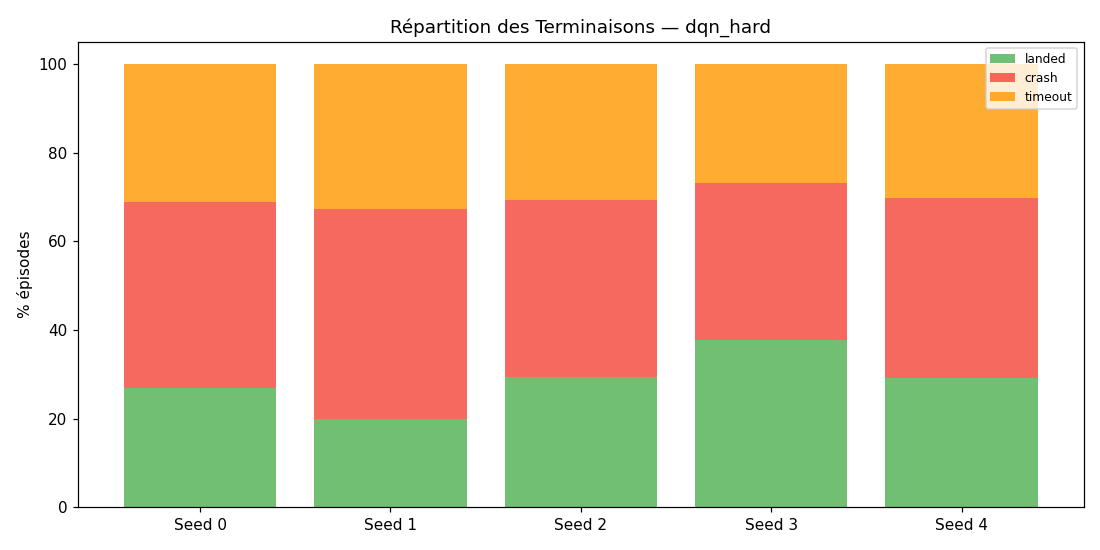 Répartition des Terminaisons — dqn_hard
landed
crash
timeout
% épisodes
100
80
60
40
20
0
Seed 0
Seed 1
Seed 2
Seed 3
Seed 4